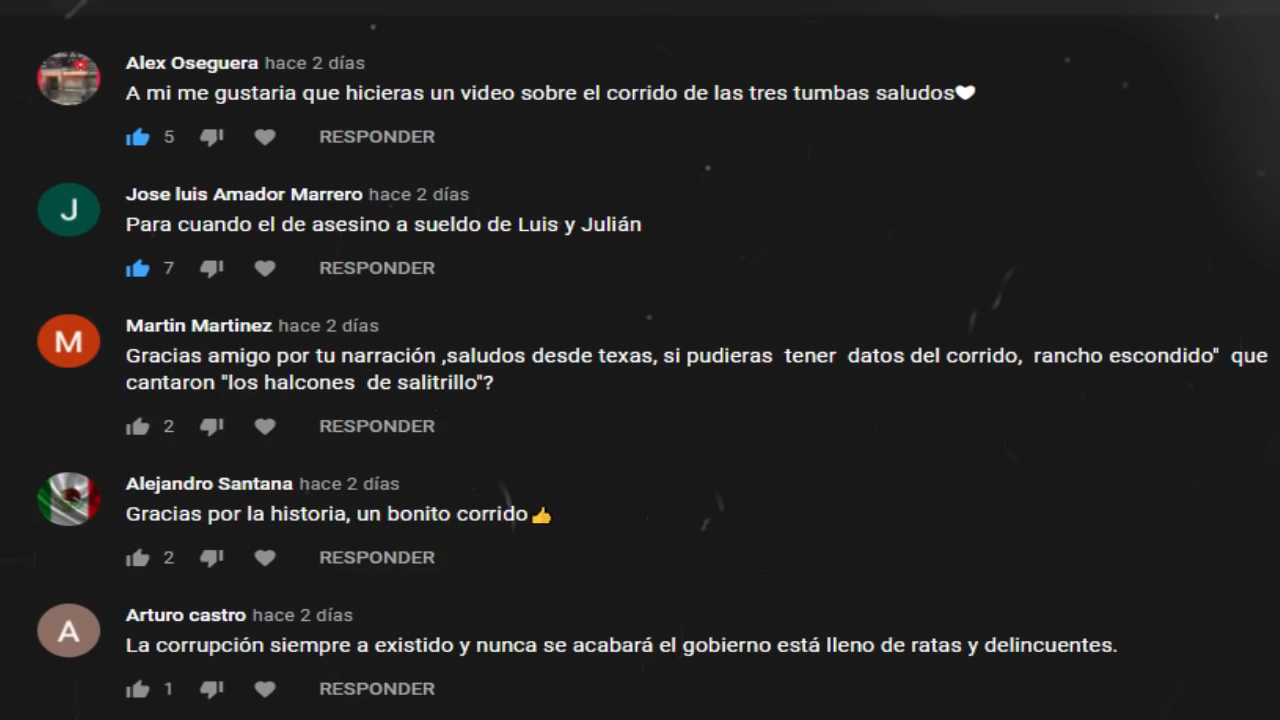 Alex Oseguera hace 2 días
A mi me gustaria que hicieras un video sobre el corrido de las tres tumbas saludos🤍
5 RESPONDER
J
Jose luis Amador Marrero hace 2 días
Para cuando el de asesino a sueldo de Luis y Julián
7 RESPONDER
M
Martin Martinez hace 2 días
Gracias amigo por tu narración ,saludos desde texas, si pudieras tener datos del corrido, rancho escondido" que
cantaron "los halcones de salitrillo"?
2 RESPONDER
Alejandro Santana hace 2 días
Gracias por la historia, un bonito corrido👍
2 RESPONDER
A
Arturo castro hace 2 días
La corrupción siempre a existido y nunca se acabará el gobierno está lleno de ratas y delincuentes.
1 RESPONDER